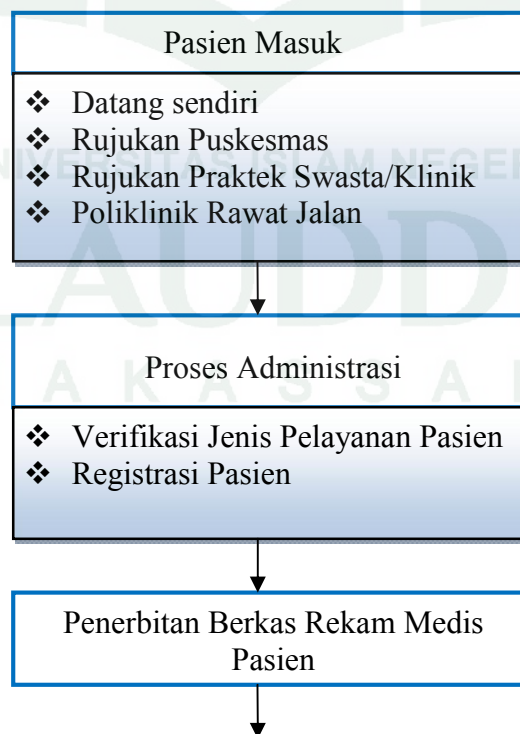 Pasien Masuk
❖ Datang sendiri
❖ Rujukan Puskesmas
❖ Rujukan Praktek Swasta/Klinik
❖ Poliklinik Rawat Jalan
Proses Administrasi
❖ Verifikasi Jenis Pelayanan Pasien
❖ Registrasi Pasien
Penerbitan Berkas Rekam Medis
Pasien